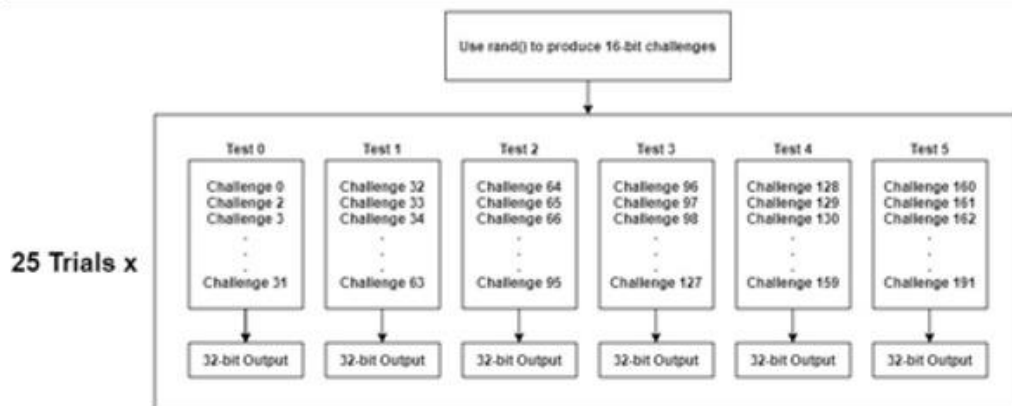 Use rand() to produce 16-bit challenges
Test 0
Challenge 0
Challenge 2
Challenge 3
.
.
.
Challenge 31
32-bit Output
Test 1
Challenge 32
Challenge 33
Challenge 34
.
.
.
Challenge 63
32-bit Output
Test 2
Challenge 64
Challenge 65
Challenge 66
.
.
.
Challenge 95
32-bit Output
Test 3
Challenge 96
Challenge 97
Challenge 98
.
.
.
Challenge 127
32-bit Output
Test 4
Challenge 128
Challenge 129
Challenge 130
.
.
.
Challenge 159
32-bit Output
Test 5
Challenge 160
Challenge 161
Challenge 162
.
.
.
Challenge 191
32-bit Output
25 Trials x